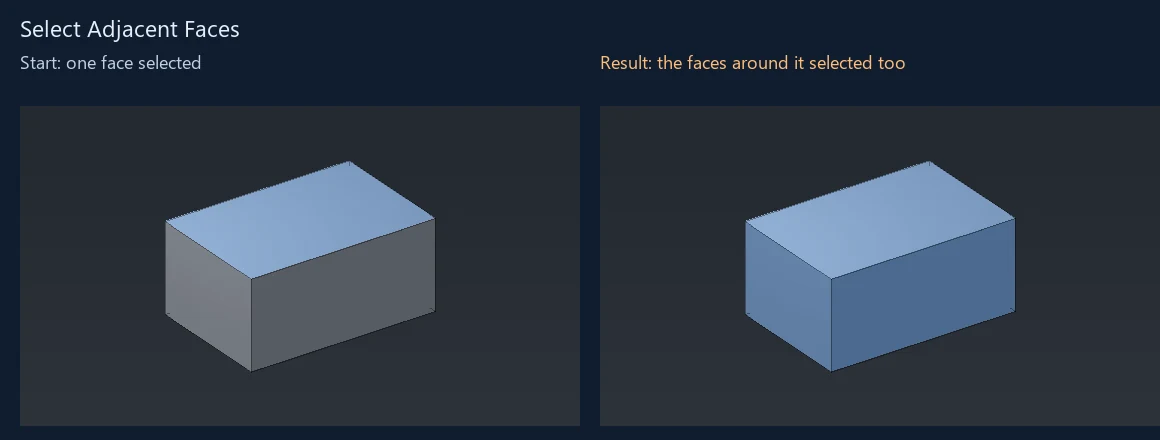 Select Adjacent Faces
Start: one face selected
Result: the faces around it selected too